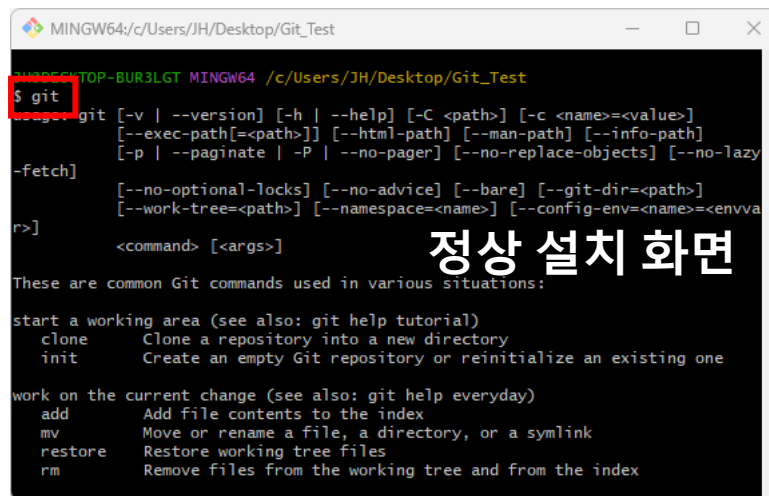 MINGW64:/c/Users/JH/Desktop/Git_Test
JH@DESKTOP-BUR3LGT MINGW64 /c/Users/JH/Desktop/Git_Test
$ git
usage: git [-v | --version] [-h | --help] [-C <path>] [-c <name>=<value>]
[--exec-path[=<path>]] [--html-path] [--man-path] [--info-path]
[-p | --paginate | -P | --no-pager] [--no-replace-objects] [--no-lazy
-fetch]
[--no-optional-locks] [--no-advice] [--bare] [--git-dir=<path>]
[--work-tree=<path>] [--namespace=<name>] [--config-env=<name>=<envva
r>]
<command> [<args>]
정상 설치 화면
These are common Git commands used in various situations:
start a working area (see also: git help tutorial)
clone Clone a repository into a new directory
init Create an empty Git repository or reinitialize an existing one
work on the current change (see also: git help everyday)
add Add file contents to the index
mv Move or rename a file, a directory, or a symlink
restore Restore working tree files
rm Remove files from the working tree and from the index